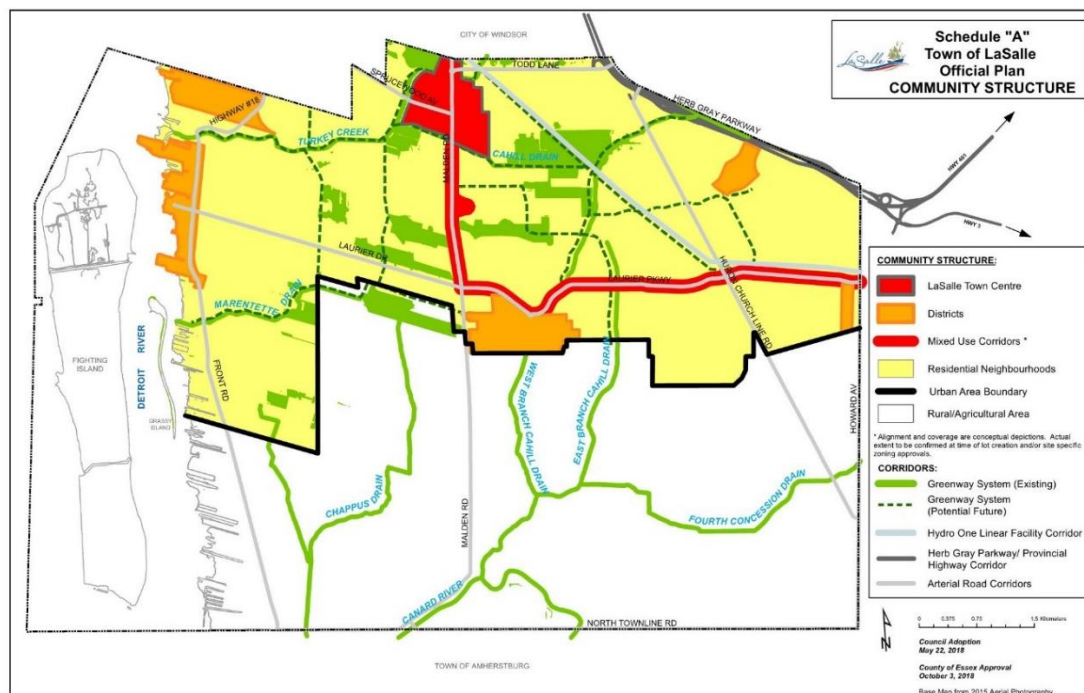 CITY OF WINDSOR
Schedule "A"
Town of LaSalle
Official Plan
COMMUNITY STRUCTURE
LaSalle
TODD LANE
SPRUCEWOOD AV
HIGHWAY #18
HERB GRAY PARKWAY
TURKEY CREEK
MALDEN RD
CAHILL DRAIN
HWY 401
HWY 3
LAURIER DR
LAURIER PKWY
HURON CHURCH LINE RD
MARENTETTE DRAIN
FIGHTING
ISLAND
DETROIT RIVER
GRASSY
ISLAND
FRONT RD
HOWARD AV
WEST BRANCH CAHILL DRAIN
EAST BRANCH CAHILL DRAIN
CHAPPUS DRAIN
MALDEN RD
FOURTH CONCESSION DRAIN
CANARD RIVER
NORTH TOWNLINE RD
TOWN OF AMHERSTBURG
COMMUNITY STRUCTURE:
LaSalle Town Centre
Districts
Mixed Use Corridors *
Residential Neighbourhoods
Urban Area Boundary
Rural/Agricultural Area
* Alignment and coverage are conceptual depictions. Actual
extent to be confirmed at time of lot creation and/or site specific
zoning approvals.
CORRIDORS:
Greenway System (Existing)
Greenway System
(Potential Future)
Hydro One Linear Facility Corridor
Herb Gray Parkway/ Provincial
Highway Corridor
Arterial Road Corridors
N
0 0.375 0.75 1.5 Kilometers
Council Adoption
May 22, 2018
County of Essex Approval
October 3, 2018
Base Map from 2015 Aerial Photography